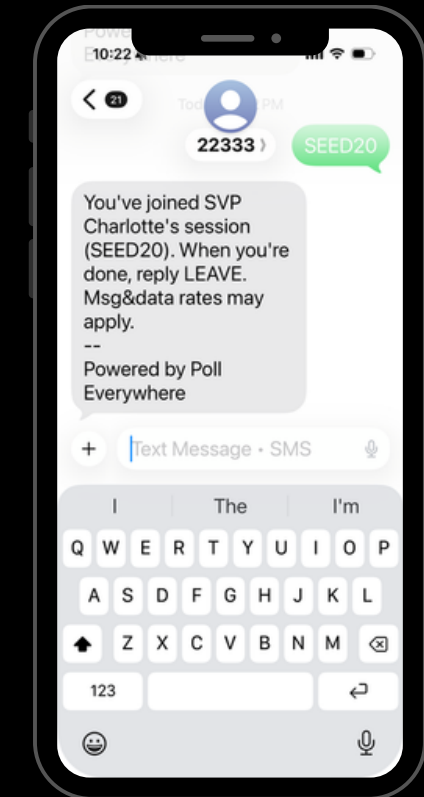 Powe
10:22
21
22333
SEED20
You've joined SVP
Charlotte's session
(SEED20). When you're
done, reply LEAVE.
Msg&data rates may
apply.
--
Powered by Poll
Everywhere
Text Message • SMS
I The I'm
Q W E R T Y U I O P
A S D F G H J K L
Z X C V B N M
123